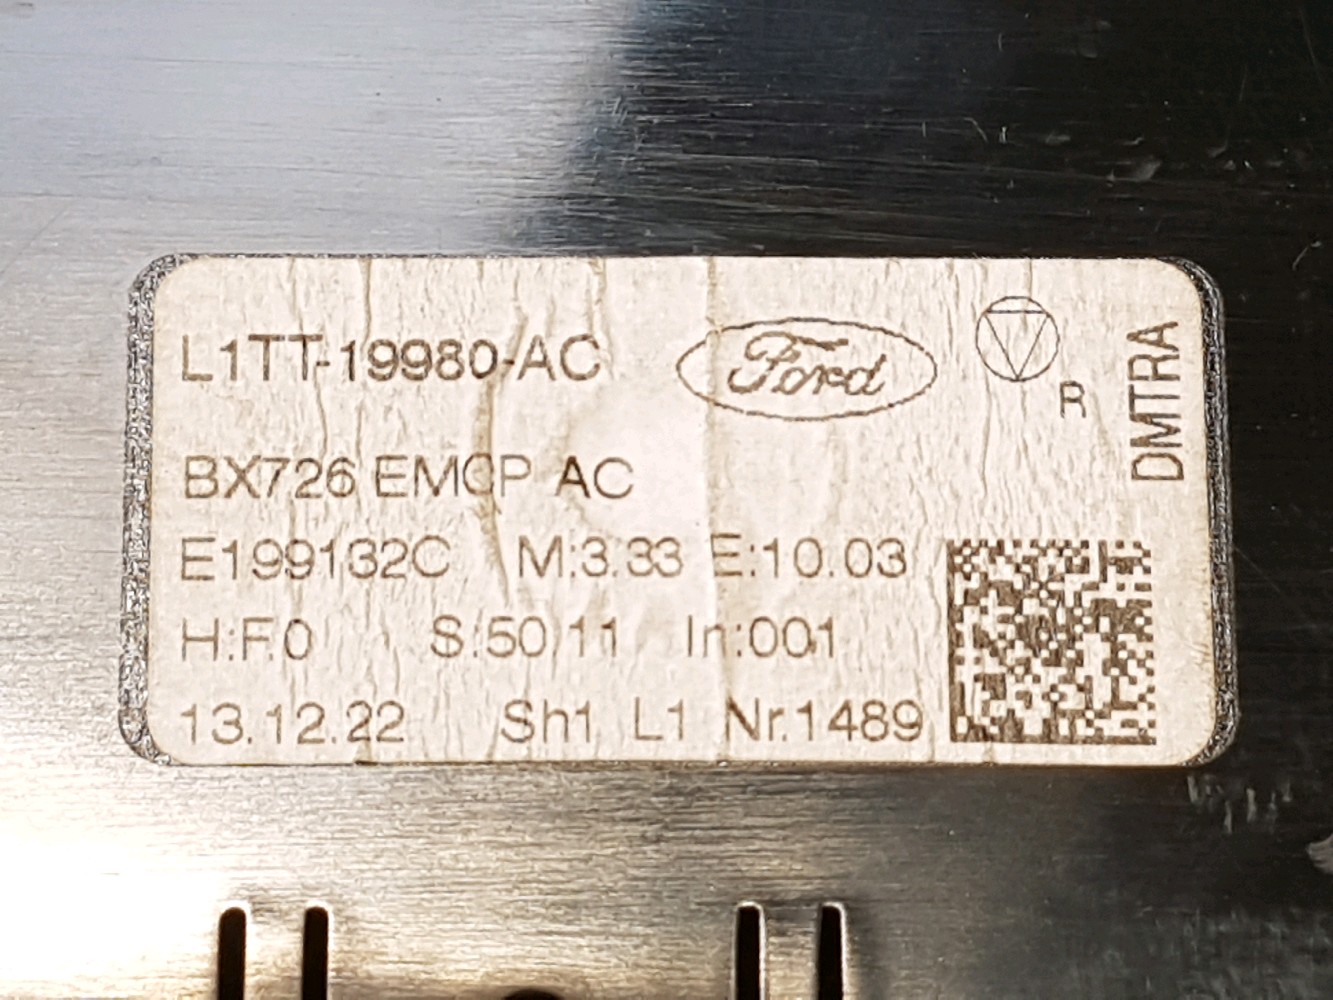 L1TT-19980-AC
Ford
R
DMTRA
BX726 EMCP AC
E199132C M:3.33 E:10.03
H:F.0 S:50.11 In:001
13.12.22 Sh1 L1 Nr.1489